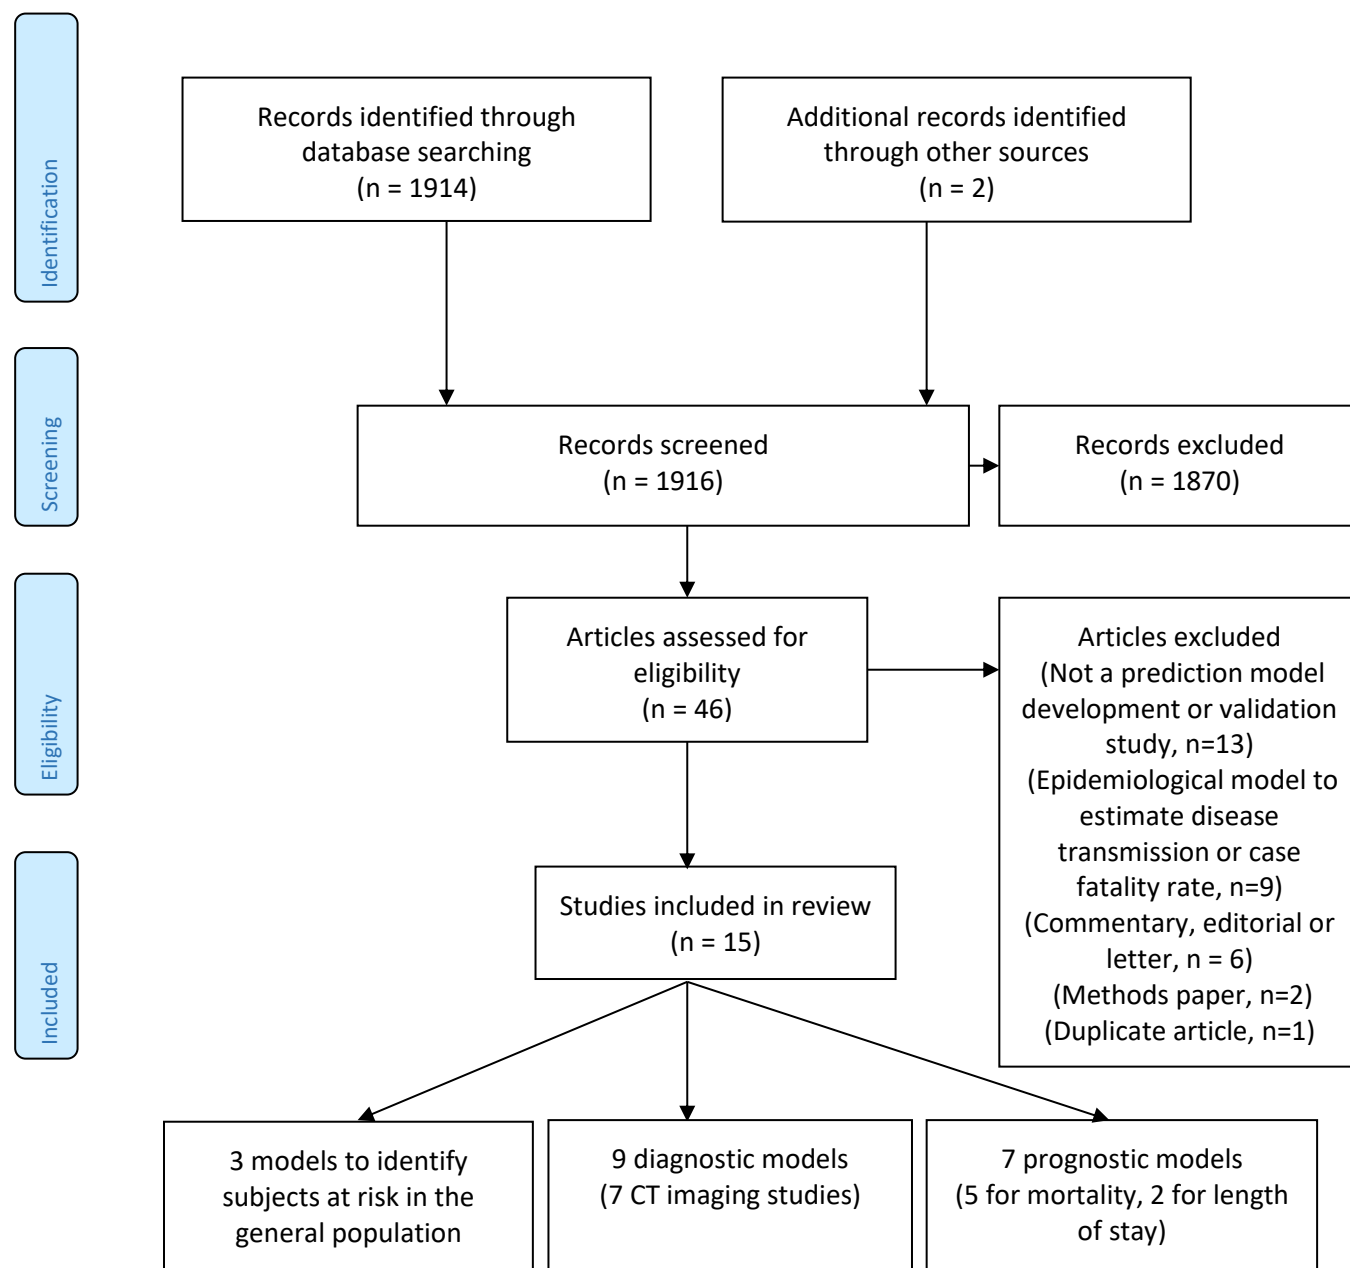 Identification
Records identified through
database searching
(n = 1914)
Additional records identified
through other sources
(n = 2)
Screening
Records screened
(n = 1916)
Records excluded
(n = 1870)
Eligibility
Articles assessed for
eligibility
(n = 46)
Articles excluded
(Not a prediction model
development or validation
study, n=13)
(Epidemiological model to
estimate disease
transmission or case
fatality rate, n=9)
(Commentary, editorial or
letter, n = 6)
(Methods paper, n=2)
(Duplicate article, n=1)
Included
Studies included in review
(n = 15)
3 models to identify
subjects at risk in the
general population
9 diagnostic models
(7 CT imaging studies)
7 prognostic models
(5 for mortality, 2 for length
of stay)